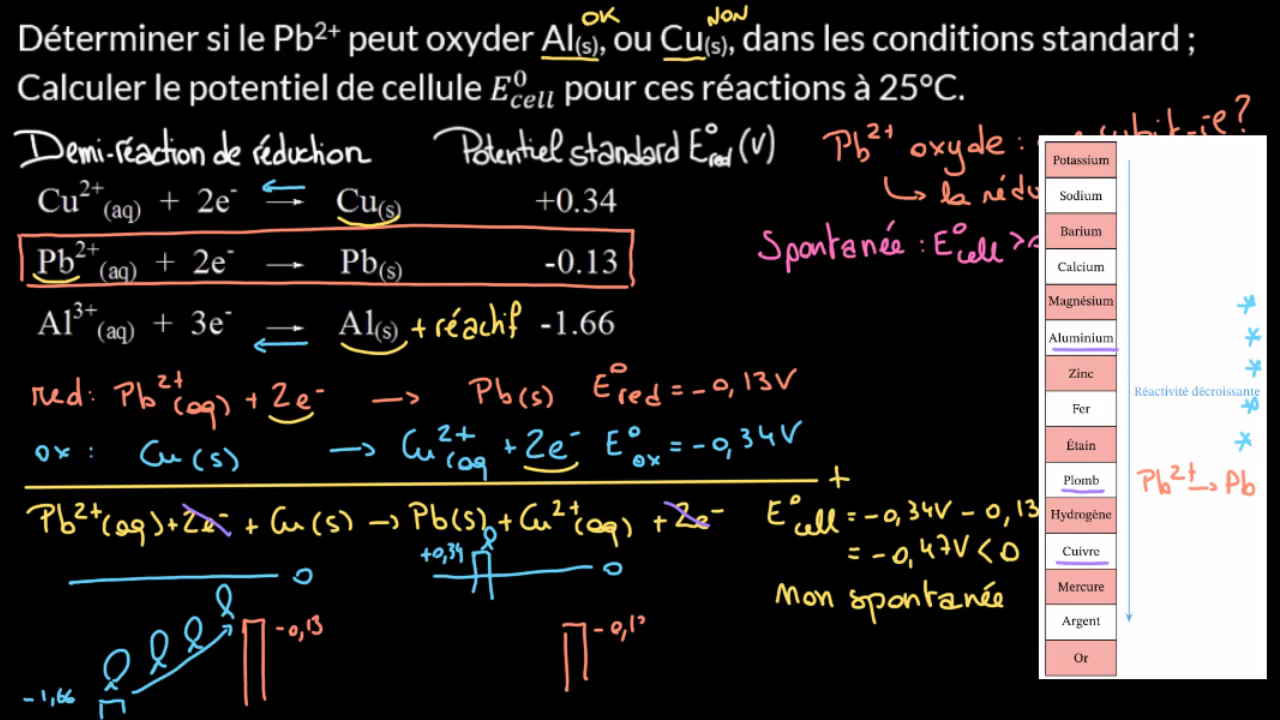 OK NON
Déterminer si le Pb²⁺ peut oxyder Al(s), ou Cu(s), dans les conditions standard ;
Calculer le potentiel de cellule E⁰cell pour ces réactions à 25°C.
Demi-réaction de réduction Potentiel standard E°red (V)
Cu²⁺(aq) + 2e⁻ → Cu(s) +0.34
Pb²⁺(aq) + 2e⁻ → Pb(s) -0.13
Al³⁺(aq) + 3e⁻ → Al(s) + réactif -1.66
Pb²⁺ oxyde :
↳ la
Spontanée : E°cell >
red : Pb²⁺(aq) + 2e⁻ → Pb(s) E°red = -0,13V
ox : Cu(s) → Cu²⁺(aq + 2e⁻ E°ox = -0,34V
+
Pb²⁺(aq) + 2e⁻ + Cu(s) → Pb(s) + Cu²⁺(aq) + 2e⁻
E°cell = -0,34V - 0,13
= -0,47V < 0
Non spontanée
0
-0,13
-1,66
+0,34
0
Potassium
Sodium
Barium
Calcium
Magnésium
Aluminium
Zinc
Fer
Étain
Plomb
Hydrogène
Cuivre
Mercure
Argent
Or
Réactivité décroissante
Pb²⁺ → Pb